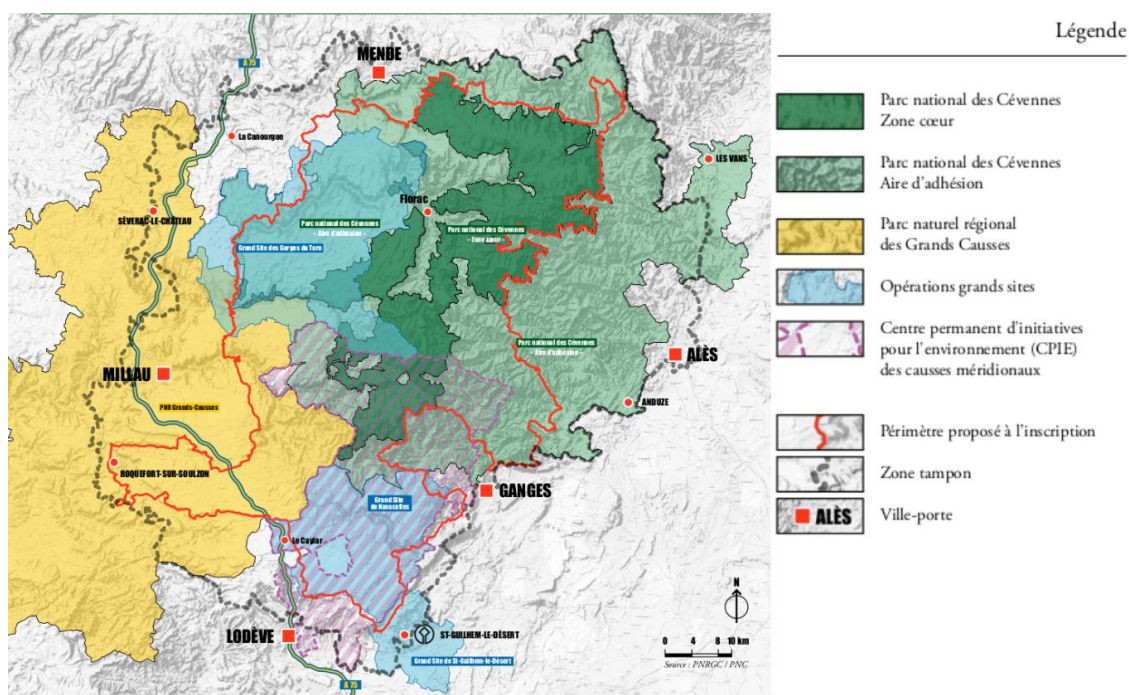 Légende
A 75
MENDE
La Canourgue
LES VANS
SÉVERAC-LE-CHÂTEAU
Florac
Parc national des Cévennes
– Aire d'adhésion –
Parc national des Cévennes
– Zone cœur –
Grand Site des Gorges du Tarn
Parc national des Cévennes
– Aire d'adhésion –
ALÈS
MILLAU
PNR Grands-Causses
ANDUZE
ROQUEFORT-SUR-SOULZON
GANGES
Grand Site
de Navacelles
Le Caylar
LODÈVE
ST-GUILHEM-LE-DÉSERT
Grand Site de St-Guilhem-le-Désert
A 75
N
0 4 8 10 km
Source : PNRGC / PNC
Parc national des Cévennes
Zone cœur
Parc national des Cévennes
Aire d'adhésion
Parc naturel régional
des Grands Causses
Opérations grands sites
Centre permanent d'initiatives
pour l'environnement (CPIE)
des causses méridionaux
Périmètre proposé à l'inscription
Zone tampon
ALÈS
Ville-porte